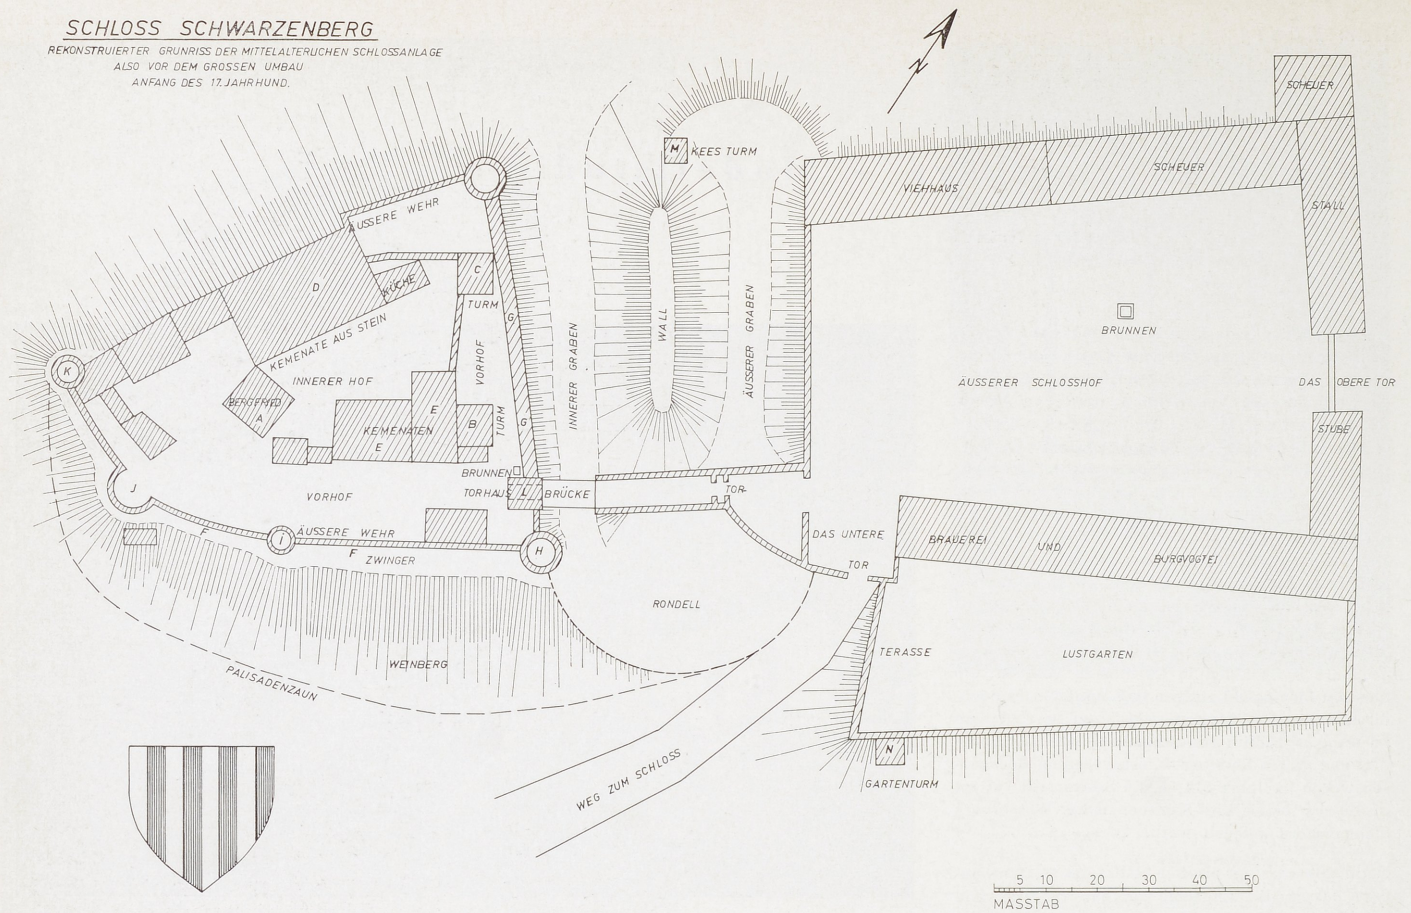 SCHLOSS SCHWARZENBERG
REKONSTRUIERTER GRUNRISS DER MITTELALTERLICHEN SCHLOSSANLAGE
ALSO VOR DEM GROSSEN UMBAU
ANFANG DES 17. JAHRHUND.
N
SCHEUER
M KEES TURM
VIEHHAUS
SCHEUER
STALL
ÄUSSERE WEHR
C
TURM
D
KÜCHE
KEMENATE AUS STEIN
G
VORHOF
INNERER GRABEN
WALL
ÄUSSERER GRABEN
BRUNNEN
K
INNERER HOF
ÄUSSERER SCHLOSSHOF
DAS OBERE TOR
BERGFRIED
A
E
KEMENATEN
E
B
TURM
G
STUBE
BRUNNEN
J
VORHOF
TORHAUS L BRÜCKE
TOR
F
I
ÄUSSERE WEHR
F ZWINGER
H
DAS UNTERE
TOR
BRAUEREI UND BURGVOGTEI
RONDELL
TERASSE
LUSTGARTEN
WEINBERG
PALISADENZAUN
WEG ZUM SCHLOSS
N
GARTENTURM
5 10 20 30 40 50
MASSTAB